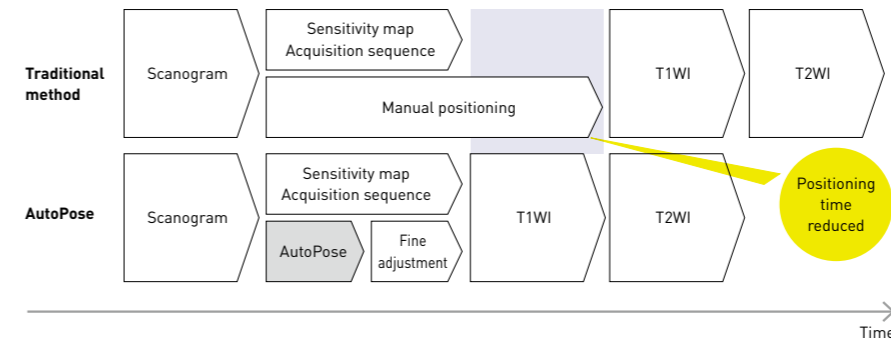 Traditional
method
Scanogram
Sensitivity map
Acquisition sequence
Manual positioning
T1WI
T2WI
AutoPose
Scanogram
Sensitivity map
Acquisition sequence
AutoPose
Fine
adjustment
T1WI
T2WI
Positioning
time
reduced
Time